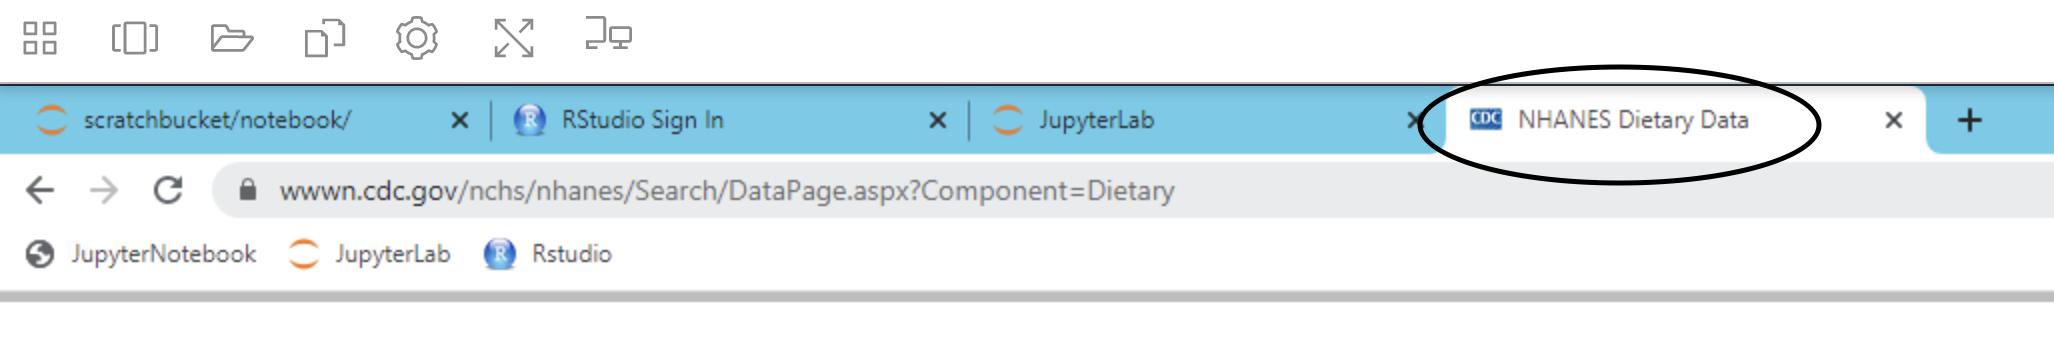 scratchbucket/notebook/ RStudio Sign In JupyterLab CDC NHANES Dietary Data
wwwn.cdc.gov/nchs/nhanes/Search/DataPage.aspx?Component=Dietary
JupyterNotebook JupyterLab R Rstudio